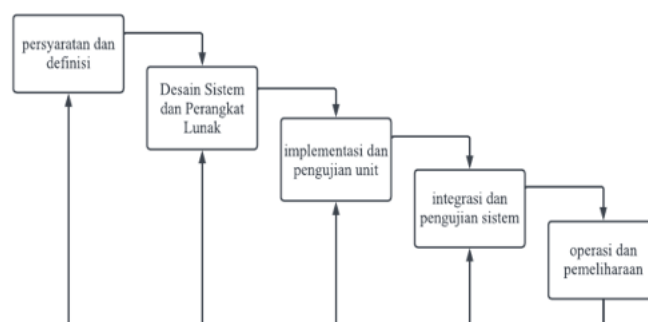 persyaratan dan
definisi
Desain Sistem
dan Perangkat
Lunak
implementasi dan
pengujian unit
integrasi dan
pengujian sistem
operasi dan
pemeliharaan